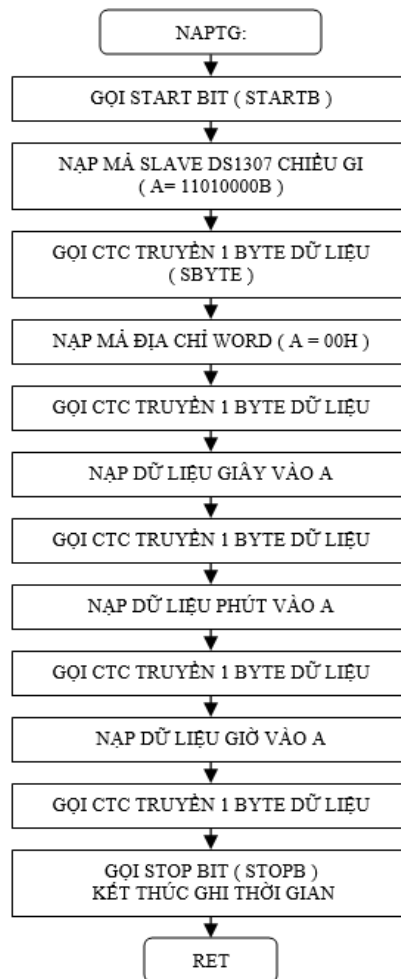 NAPTG:
GỌI START BIT ( STARTB )
NẠP MÃ SLAVE DS1307 CHIỀU GI
( A= 11010000B )
GỌI CTC TRUYỀN 1 BYTE DỮ LIỆU
( SBYTE )
NẠP MÃ ĐỊA CHỈ WORD ( A = 00H )
GỌI CTC TRUYỀN 1 BYTE DỮ LIỆU
NẠP DỮ LIỆU GIÂY VÀO A
GỌI CTC TRUYỀN 1 BYTE DỮ LIỆU
NẠP DỮ LIỆU PHÚT VÀO A
GỌI CTC TRUYỀN 1 BYTE DỮ LIỆU
NẠP DỮ LIỆU GIỜ VÀO A
GỌI CTC TRUYỀN 1 BYTE DỮ LIỆU
GỌI STOP BIT ( STOPB )
KẾT THÚC GHI THỜI GIAN
RET